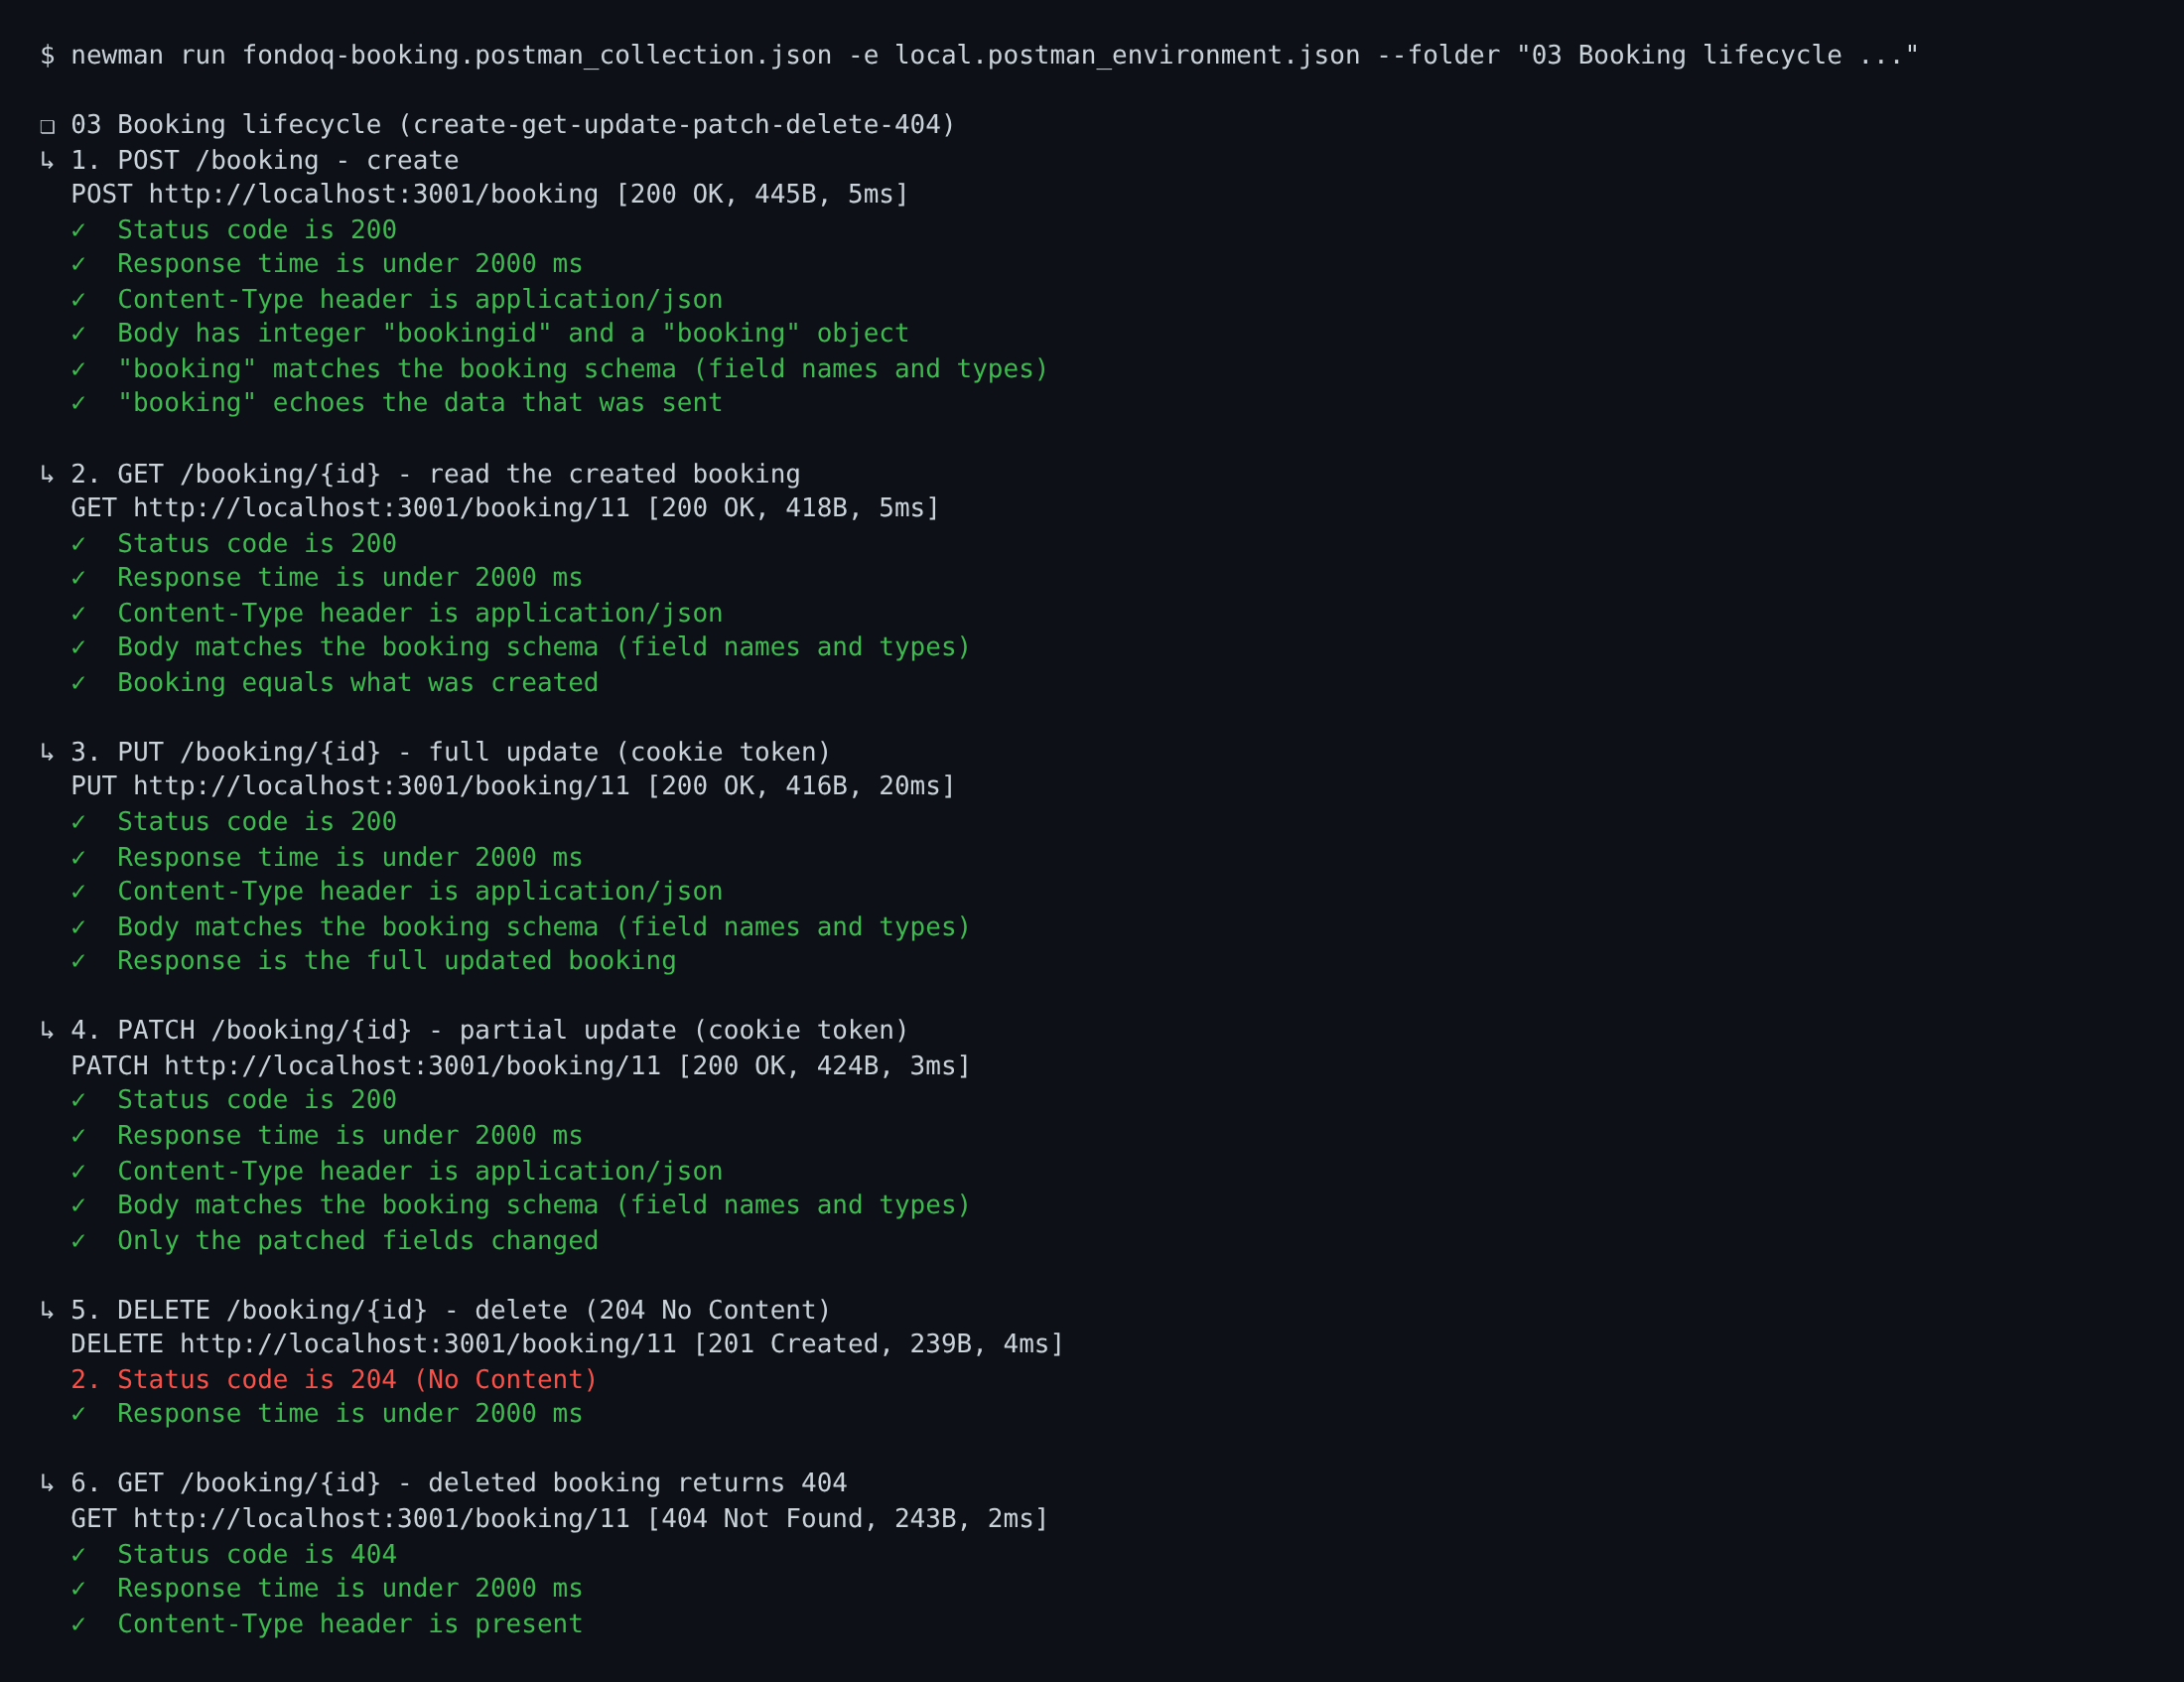 $ newman run fondoq-booking.postman_collection.json -e local.postman_environment.json --folder "03 Booking lifecycle ..."
❏ 03 Booking lifecycle (create-get-update-patch-delete-404)
↳ 1. POST /booking - create
POST http://localhost:3001/booking [200 OK, 445B, 5ms]
✓ Status code is 200
✓ Response time is under 2000 ms
✓ Content-Type header is application/json
✓ Body has integer "bookingid" and a "booking" object
✓ "booking" matches the booking schema (field names and types)
✓ "booking" echoes the data that was sent
↳ 2. GET /booking/{id} - read the created booking
GET http://localhost:3001/booking/11 [200 OK, 418B, 5ms]
✓ Status code is 200
✓ Response time is under 2000 ms
✓ Content-Type header is application/json
✓ Body matches the booking schema (field names and types)
✓ Booking equals what was created
↳ 3. PUT /booking/{id} - full update (cookie token)
PUT http://localhost:3001/booking/11 [200 OK, 416B, 20ms]
✓ Status code is 200
✓ Response time is under 2000 ms
✓ Content-Type header is application/json
✓ Body matches the booking schema (field names and types)
✓ Response is the full updated booking
↳ 4. PATCH /booking/{id} - partial update (cookie token)
PATCH http://localhost:3001/booking/11 [200 OK, 424B, 3ms]
✓ Status code is 200
✓ Response time is under 2000 ms
✓ Content-Type header is application/json
✓ Body matches the booking schema (field names and types)
✓ Only the patched fields changed
↳ 5. DELETE /booking/{id} - delete (204 No Content)
DELETE http://localhost:3001/booking/11 [201 Created, 239B, 4ms]
2. Status code is 204 (No Content)
✓ Response time is under 2000 ms
↳ 6. GET /booking/{id} - deleted booking returns 404
GET http://localhost:3001/booking/11 [404 Not Found, 243B, 2ms]
✓ Status code is 404
✓ Response time is under 2000 ms
✓ Content-Type header is present